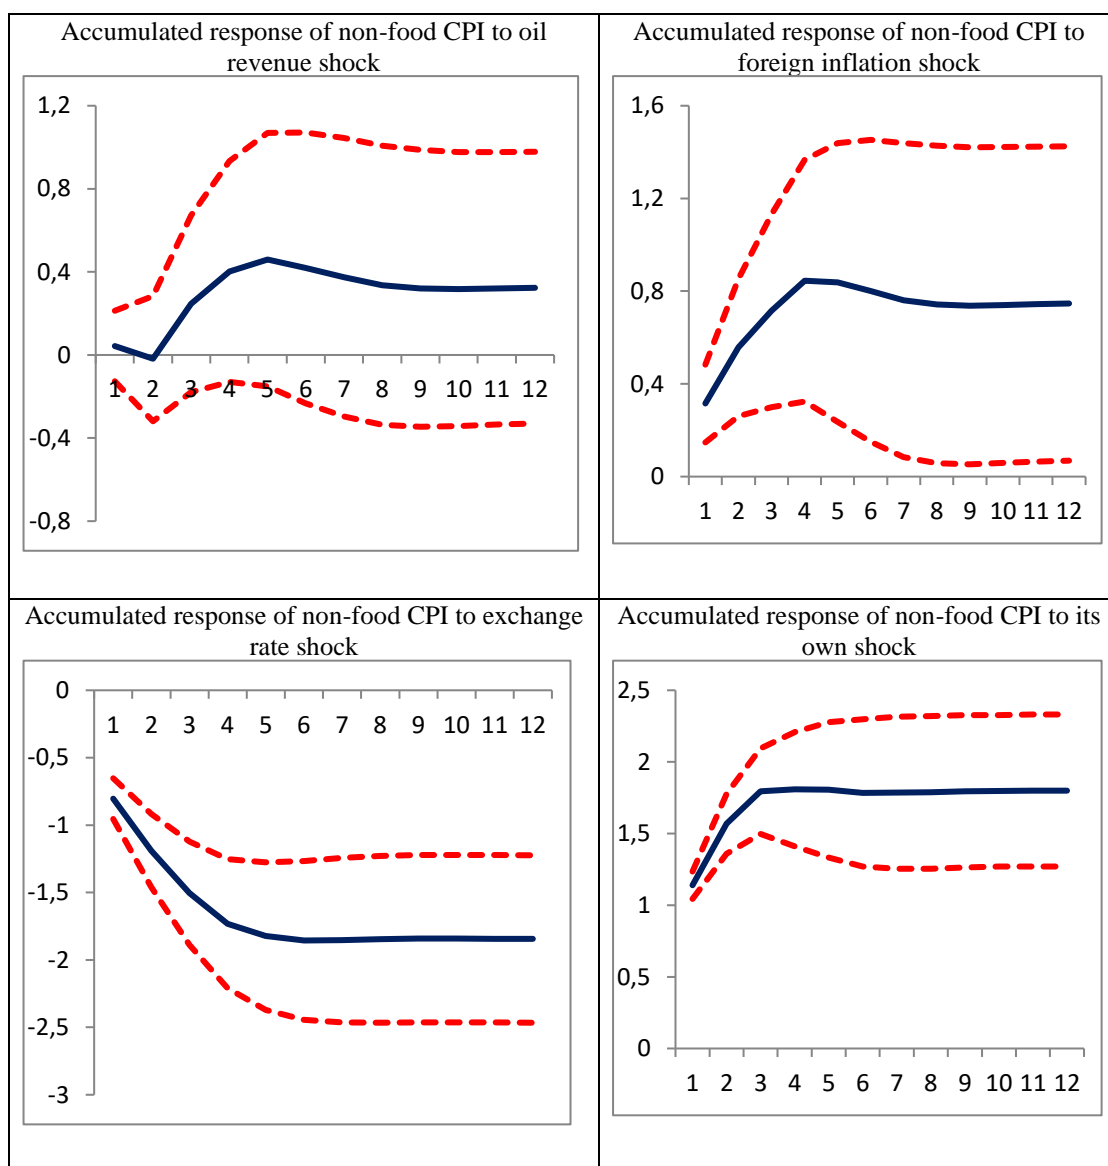 Accumulated response of non-food CPI to oil
revenue shock
1,2
0,8
0,4
0
1 2 3 4 5 6 7 8 9 10 11 12
-0,4
-0,8
Accumulated response of non-food CPI to
foreign inflation shock
1,6
1,2
0,8
0,4
0
1 2 3 4 5 6 7 8 9 10 11 12
Accumulated response of non-food CPI to exchange
rate shock
0
1 2 3 4 5 6 7 8 9 10 11 12
-0,5
-1
-1,5
-2
-2,5
-3
Accumulated response of non-food CPI to its
own shock
2,5
2
1,5
1
0,5
0
1 2 3 4 5 6 7 8 9 10 11 12